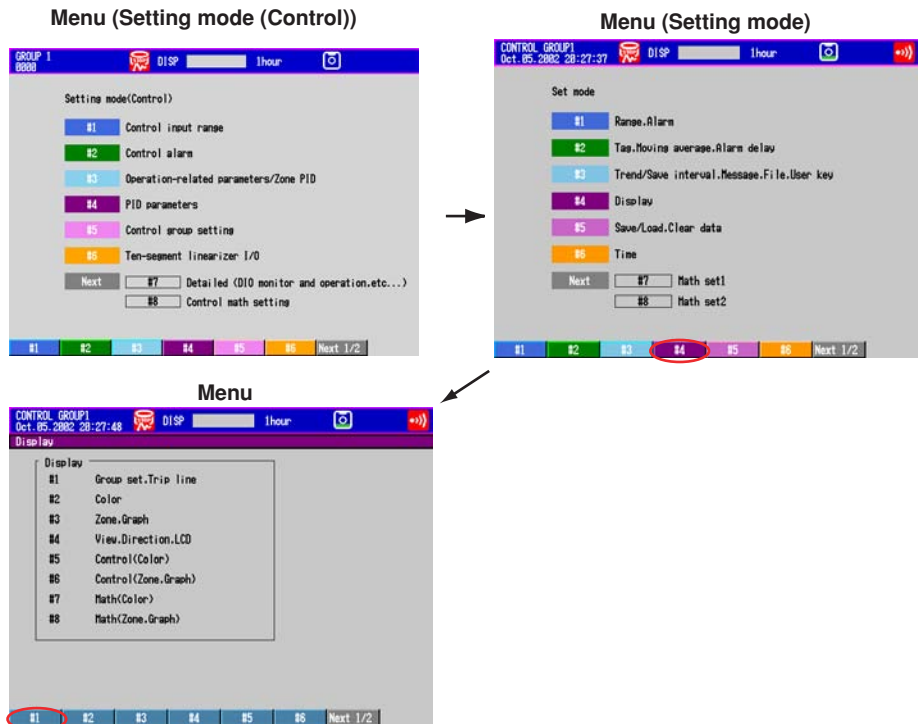 Menu (Setting mode (Control))
GROUP 1
0000
DISP
1hour
Setting mode(Control)
#1 Control input range
#2 Control alarm
#3 Operation-related parameters/Zone PID
#4 PID parameters
#5 Control group setting
#6 Ten-segment linearizer I/O
Next #7 Detailed (DIO monitor and operation.etc...)
#8 Control math setting
#1 #2 #3 #4 #5 #6 Next 1/2
Menu (Setting mode)
CONTROL GROUP1
Oct.05.2002 20:27:37
DISP
1hour
Set mode
#1 Range.Alarm
#2 Tag.Moving average.Alarm delay
#3 Trend/Save interval.Message.File.User key
#4 Display
#5 Save/Load.Clear data
#6 Time
Next #7 Math set1
#8 Math set2
#1 #2 #3 #4 #5 #6 Next 1/2
Menu
CONTROL GROUP1
Oct.05.2002 20:27:48
DISP
1hour
Display
Display
#1 Group set.Trip line
#2 Color
#3 Zone.Graph
#4 View.Direction.LCD
#5 Control(Color)
#6 Control(Zone.Graph)
#7 Math(Color)
#8 Math(Zone.Graph)
#1 #2 #3 #4 #5 #6 Next 1/2